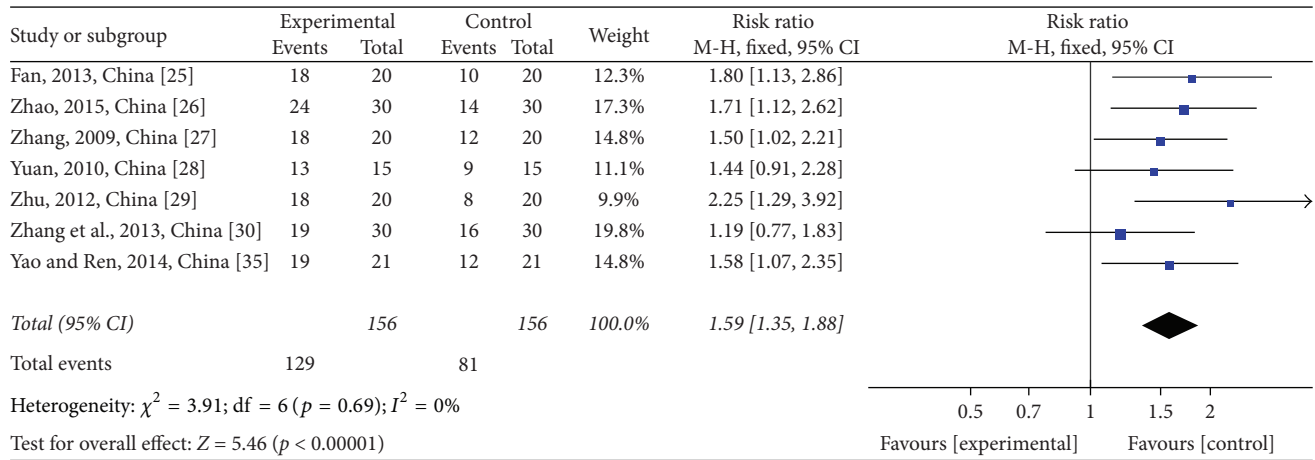 Study or subgroup Experimental Control Weight Risk ratio Risk ratio
Events Total Events Total M-H, fixed, 95% CI M-H, fixed, 95% CI
Fan, 2013, China [25] 18 20 10 20 12.3% 1.80 [1.13, 2.86]
Zhao, 2015, China [26] 24 30 14 30 17.3% 1.71 [1.12, 2.62]
Zhang, 2009, China [27] 18 20 12 20 14.8% 1.50 [1.02, 2.21]
Yuan, 2010, China [28] 13 15 9 15 11.1% 1.44 [0.91, 2.28]
Zhu, 2012, China [29] 18 20 8 20 9.9% 2.25 [1.29, 3.92]
Zhang et al., 2013, China [30] 19 30 16 30 19.8% 1.19 [0.77, 1.83]
Yao and Ren, 2014, China [35] 19 21 12 21 14.8% 1.58 [1.07, 2.35]
Total (95% CI) 156 156 100.0% 1.59 [1.35, 1.88]
Total events 129 81
Heterogeneity: χ² = 3.91; df = 6 (p = 0.69); I² = 0%
0.5 0.7 1 1.5 2
Test for overall effect: Z = 5.46 (p < 0.00001) Favours [experimental] Favours [control]